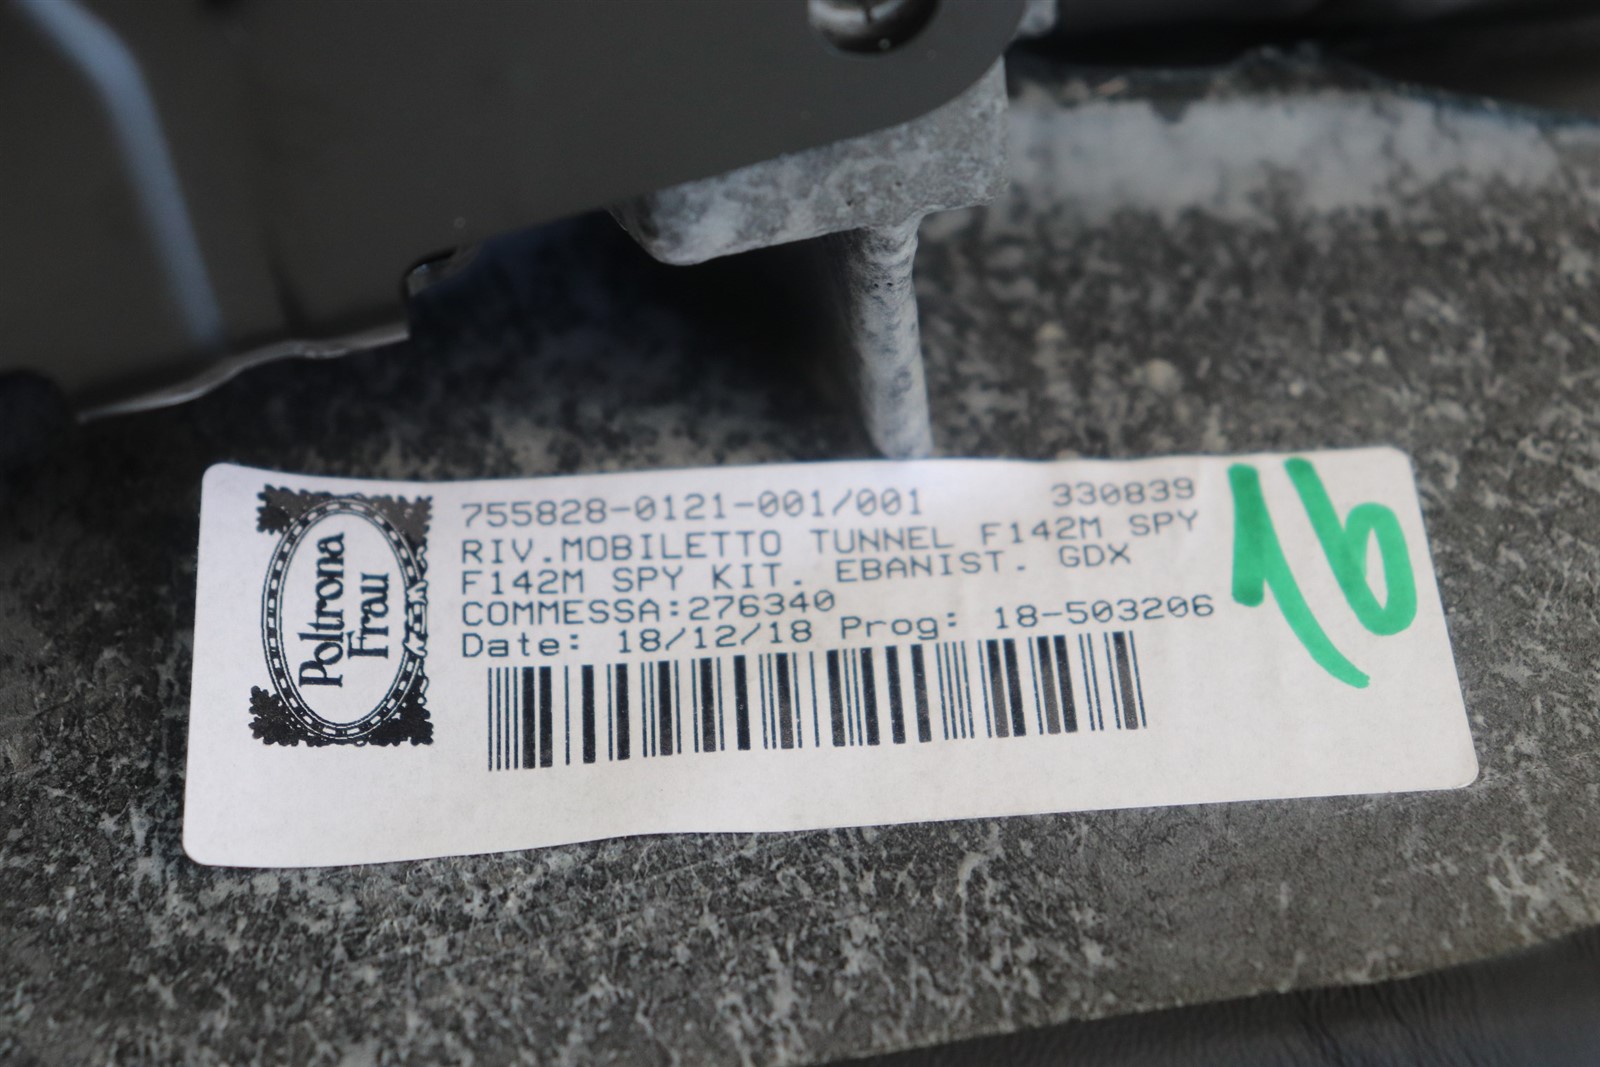 Poltrona
Frau
755828-0121-001/001 330839
RIV.MOBILETTO TUNNEL F142M SPY
F142M SPY KIT. EBANIST. GDX
COMMESSA:276340
Date: 18/12/18 Prog: 18-503206
16